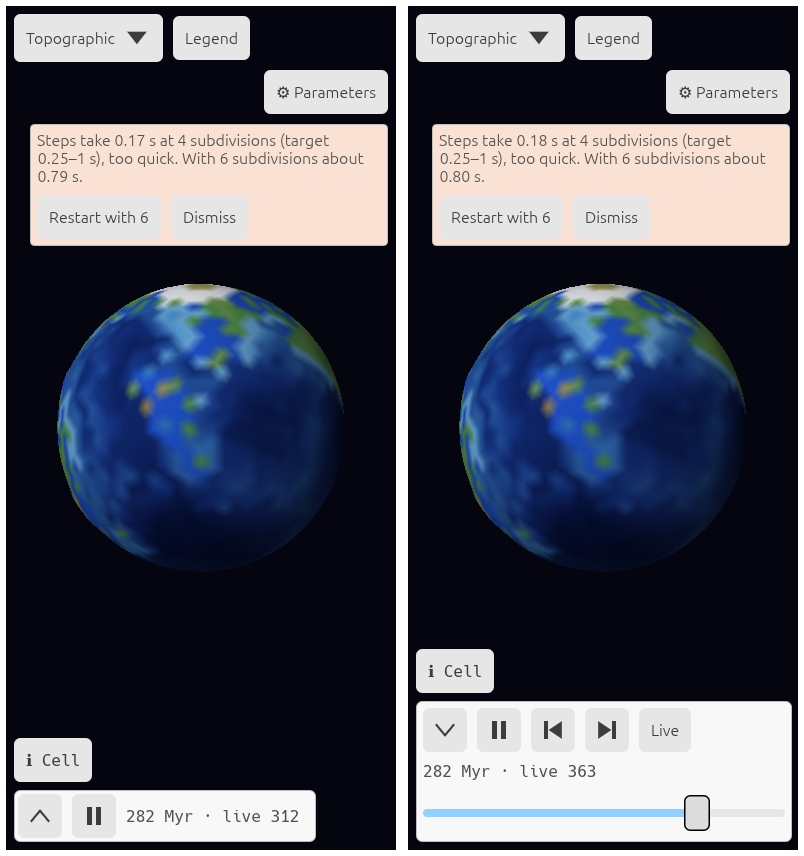 Topographic
Legend
⚙ Parameters
Steps take 0.17 s at 4 subdivisions (target
0.25–1 s), too quick. With 6 subdivisions about
0.79 s.
Restart with 6
Dismiss
ℹ Cell
282 Myr · live 312
Topographic
Legend
⚙ Parameters
Steps take 0.18 s at 4 subdivisions (target
0.25–1 s), too quick. With 6 subdivisions about
0.80 s.
Restart with 6
Dismiss
ℹ Cell
Live
282 Myr · live 363